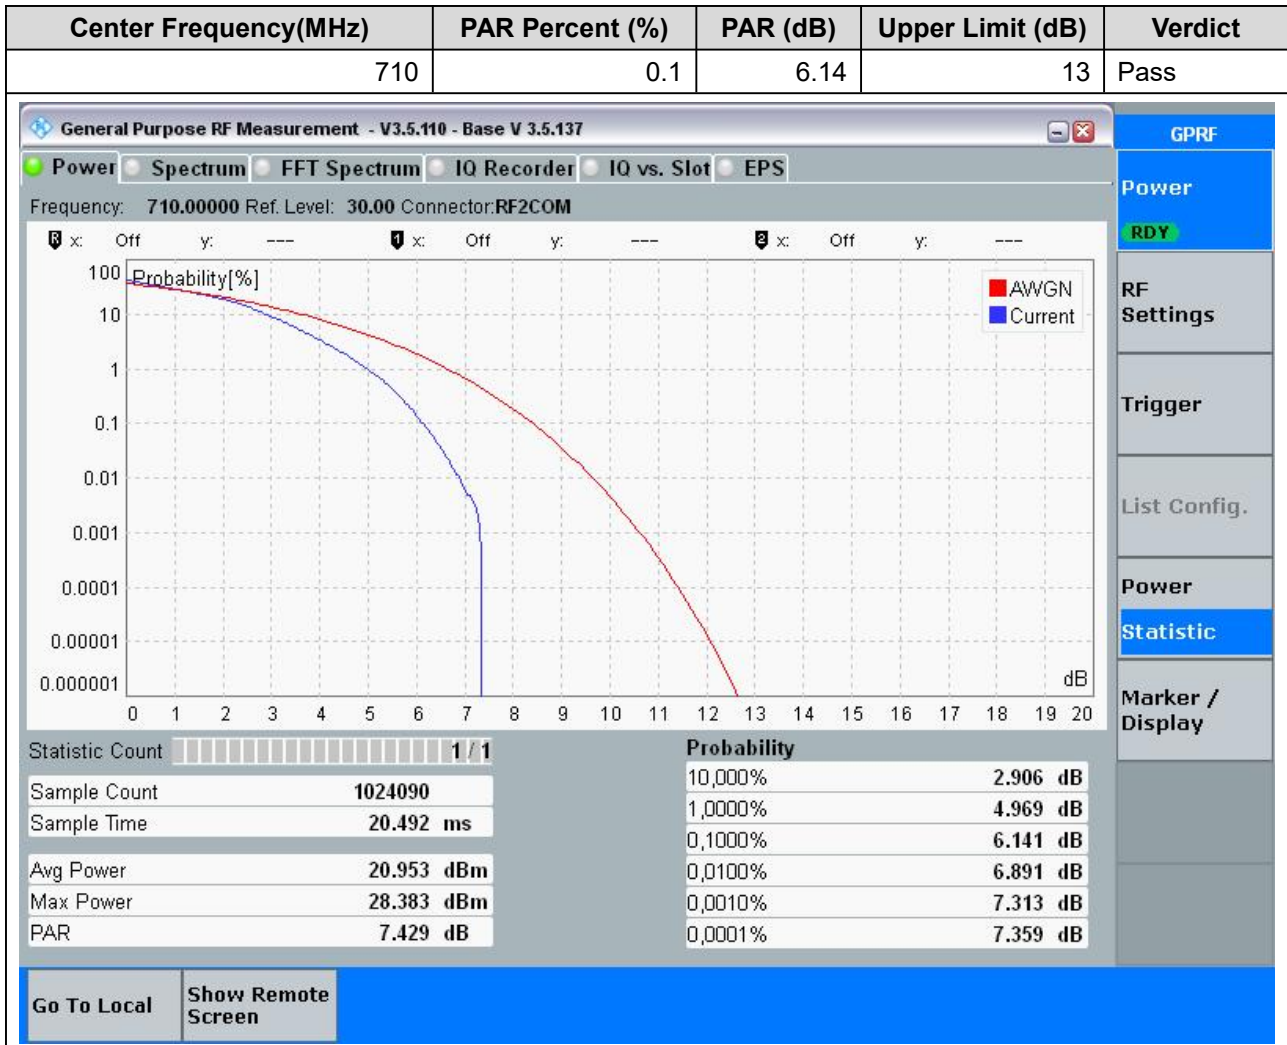 Center Frequency(MHz) PAR Percent (%) PAR (dB) Upper Limit (dB) Verdict
710 0.1 6.14 13 Pass
General Purpose RF Measurement - V3.5.110 - Base V 3.5.137
GPRF
Power Spectrum FFT Spectrum IQ Recorder IQ vs. Slot EPS
Power
RDY
Frequency: 710.00000 Ref. Level: 30.00 Connector:RF2COM
R x: Off y: --- 1 x: Off y: --- 2 x: Off y: ---
Probability[%]
AWGN
Current
100
10
1
0.1
0.01
0.001
0.0001
0.00001
0.000001
dB
0 1 2 3 4 5 6 7 8 9 10 11 12 13 14 15 16 17 18 19 20
RF
Settings
Trigger
List Config.
Power
Statistic
Marker /
Display
Statistic Count 1 / 1
Sample Count 1024090
Sample Time 20.492 ms
Avg Power 20.953 dBm
Max Power 28.383 dBm
PAR 7.429 dB
Probability
10,000% 2.906 dB
1,0000% 4.969 dB
0,1000% 6.141 dB
0,0100% 6.891 dB
0,0010% 7.313 dB
0,0001% 7.359 dB
Go To Local
Show Remote
Screen